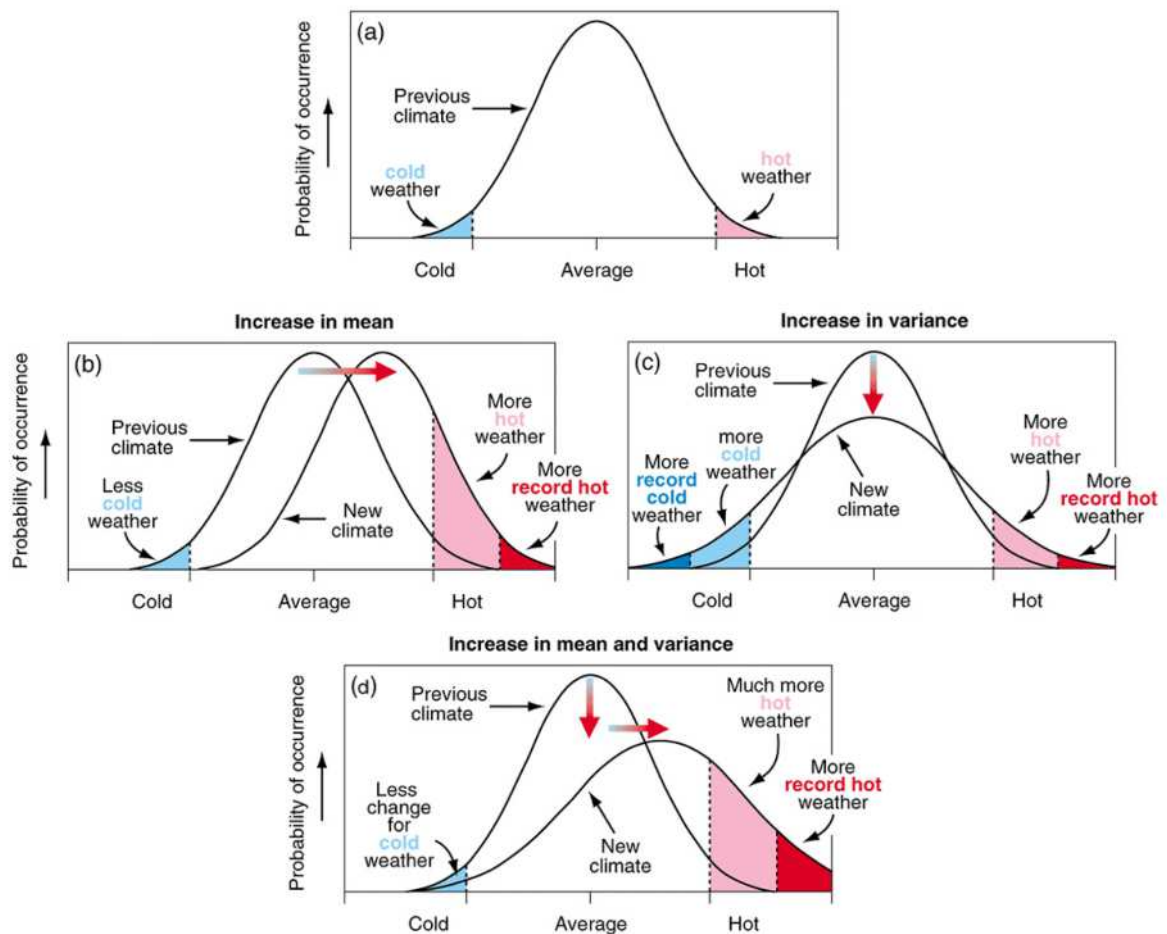 (a)
Probability of occurrence
Previous
climate
cold
weather
hot
weather
Cold
Average
Hot
Increase in mean
(b)
Probability of occurrence
Previous
climate
Less
cold
weather
New
climate
More
hot
weather
More
record hot
weather
Cold
Average
Hot
Increase in variance
(c)
Previous
climate
More
record
cold
weather
more
cold
weather
New
climate
More
hot
weather
More
record hot
weather
Cold
Average
Hot
Increase in mean and variance
(d)
Probability of occurrence
Previous
climate
Less
change
for
cold
weather
New
climate
Much more
hot
weather
More
record hot
weather
Cold
Average
Hot